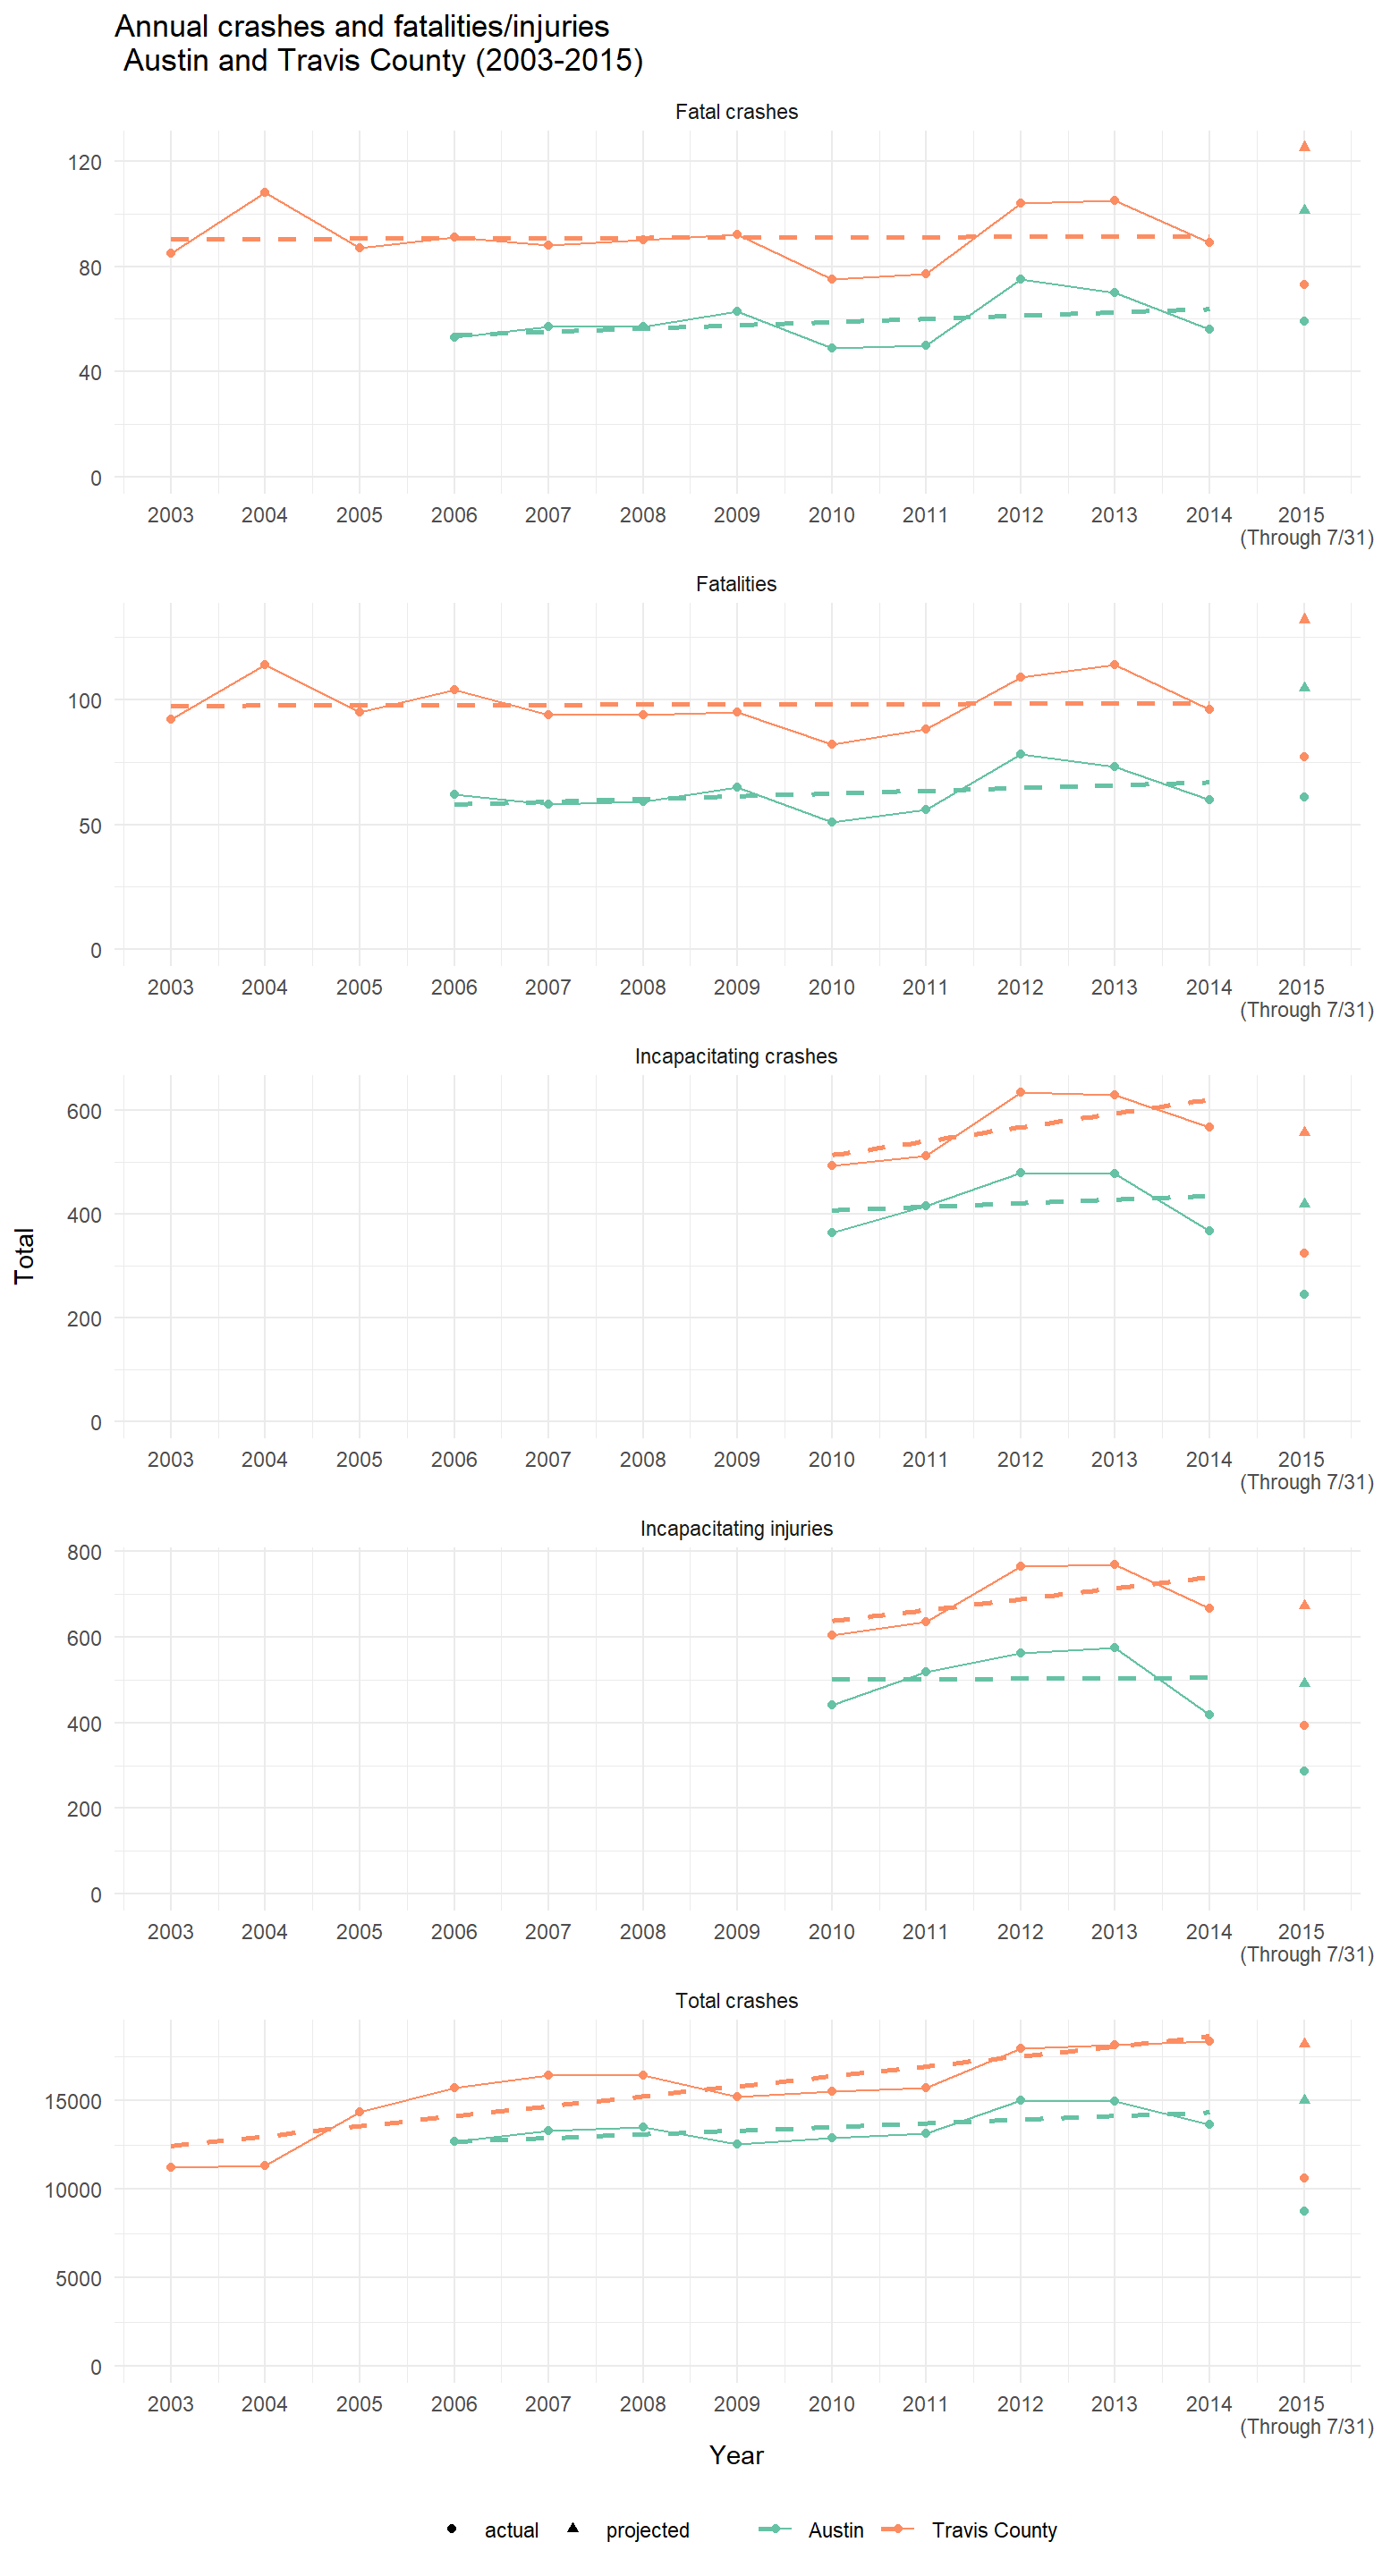 Annual crashes and fatalities/injuries
Austin and Travis County (2003-2015)
Fatal crashes
120
80
40
0
2003 2004 2005 2006 2007 2008 2009 2010 2011 2012 2013 2014 2015
(Through 7/31)
Fatalities
100
50
0
2003 2004 2005 2006 2007 2008 2009 2010 2011 2012 2013 2014 2015
(Through 7/31)
Incapacitating crashes
600
400
200
0
2003 2004 2005 2006 2007 2008 2009 2010 2011 2012 2013 2014 2015
(Through 7/31)
Total
Incapacitating injuries
800
600
400
200
0
2003 2004 2005 2006 2007 2008 2009 2010 2011 2012 2013 2014 2015
(Through 7/31)
Total crashes
15000
10000
5000
0
2003 2004 2005 2006 2007 2008 2009 2010 2011 2012 2013 2014 2015
(Through 7/31)
Year
actual projected Austin Travis County